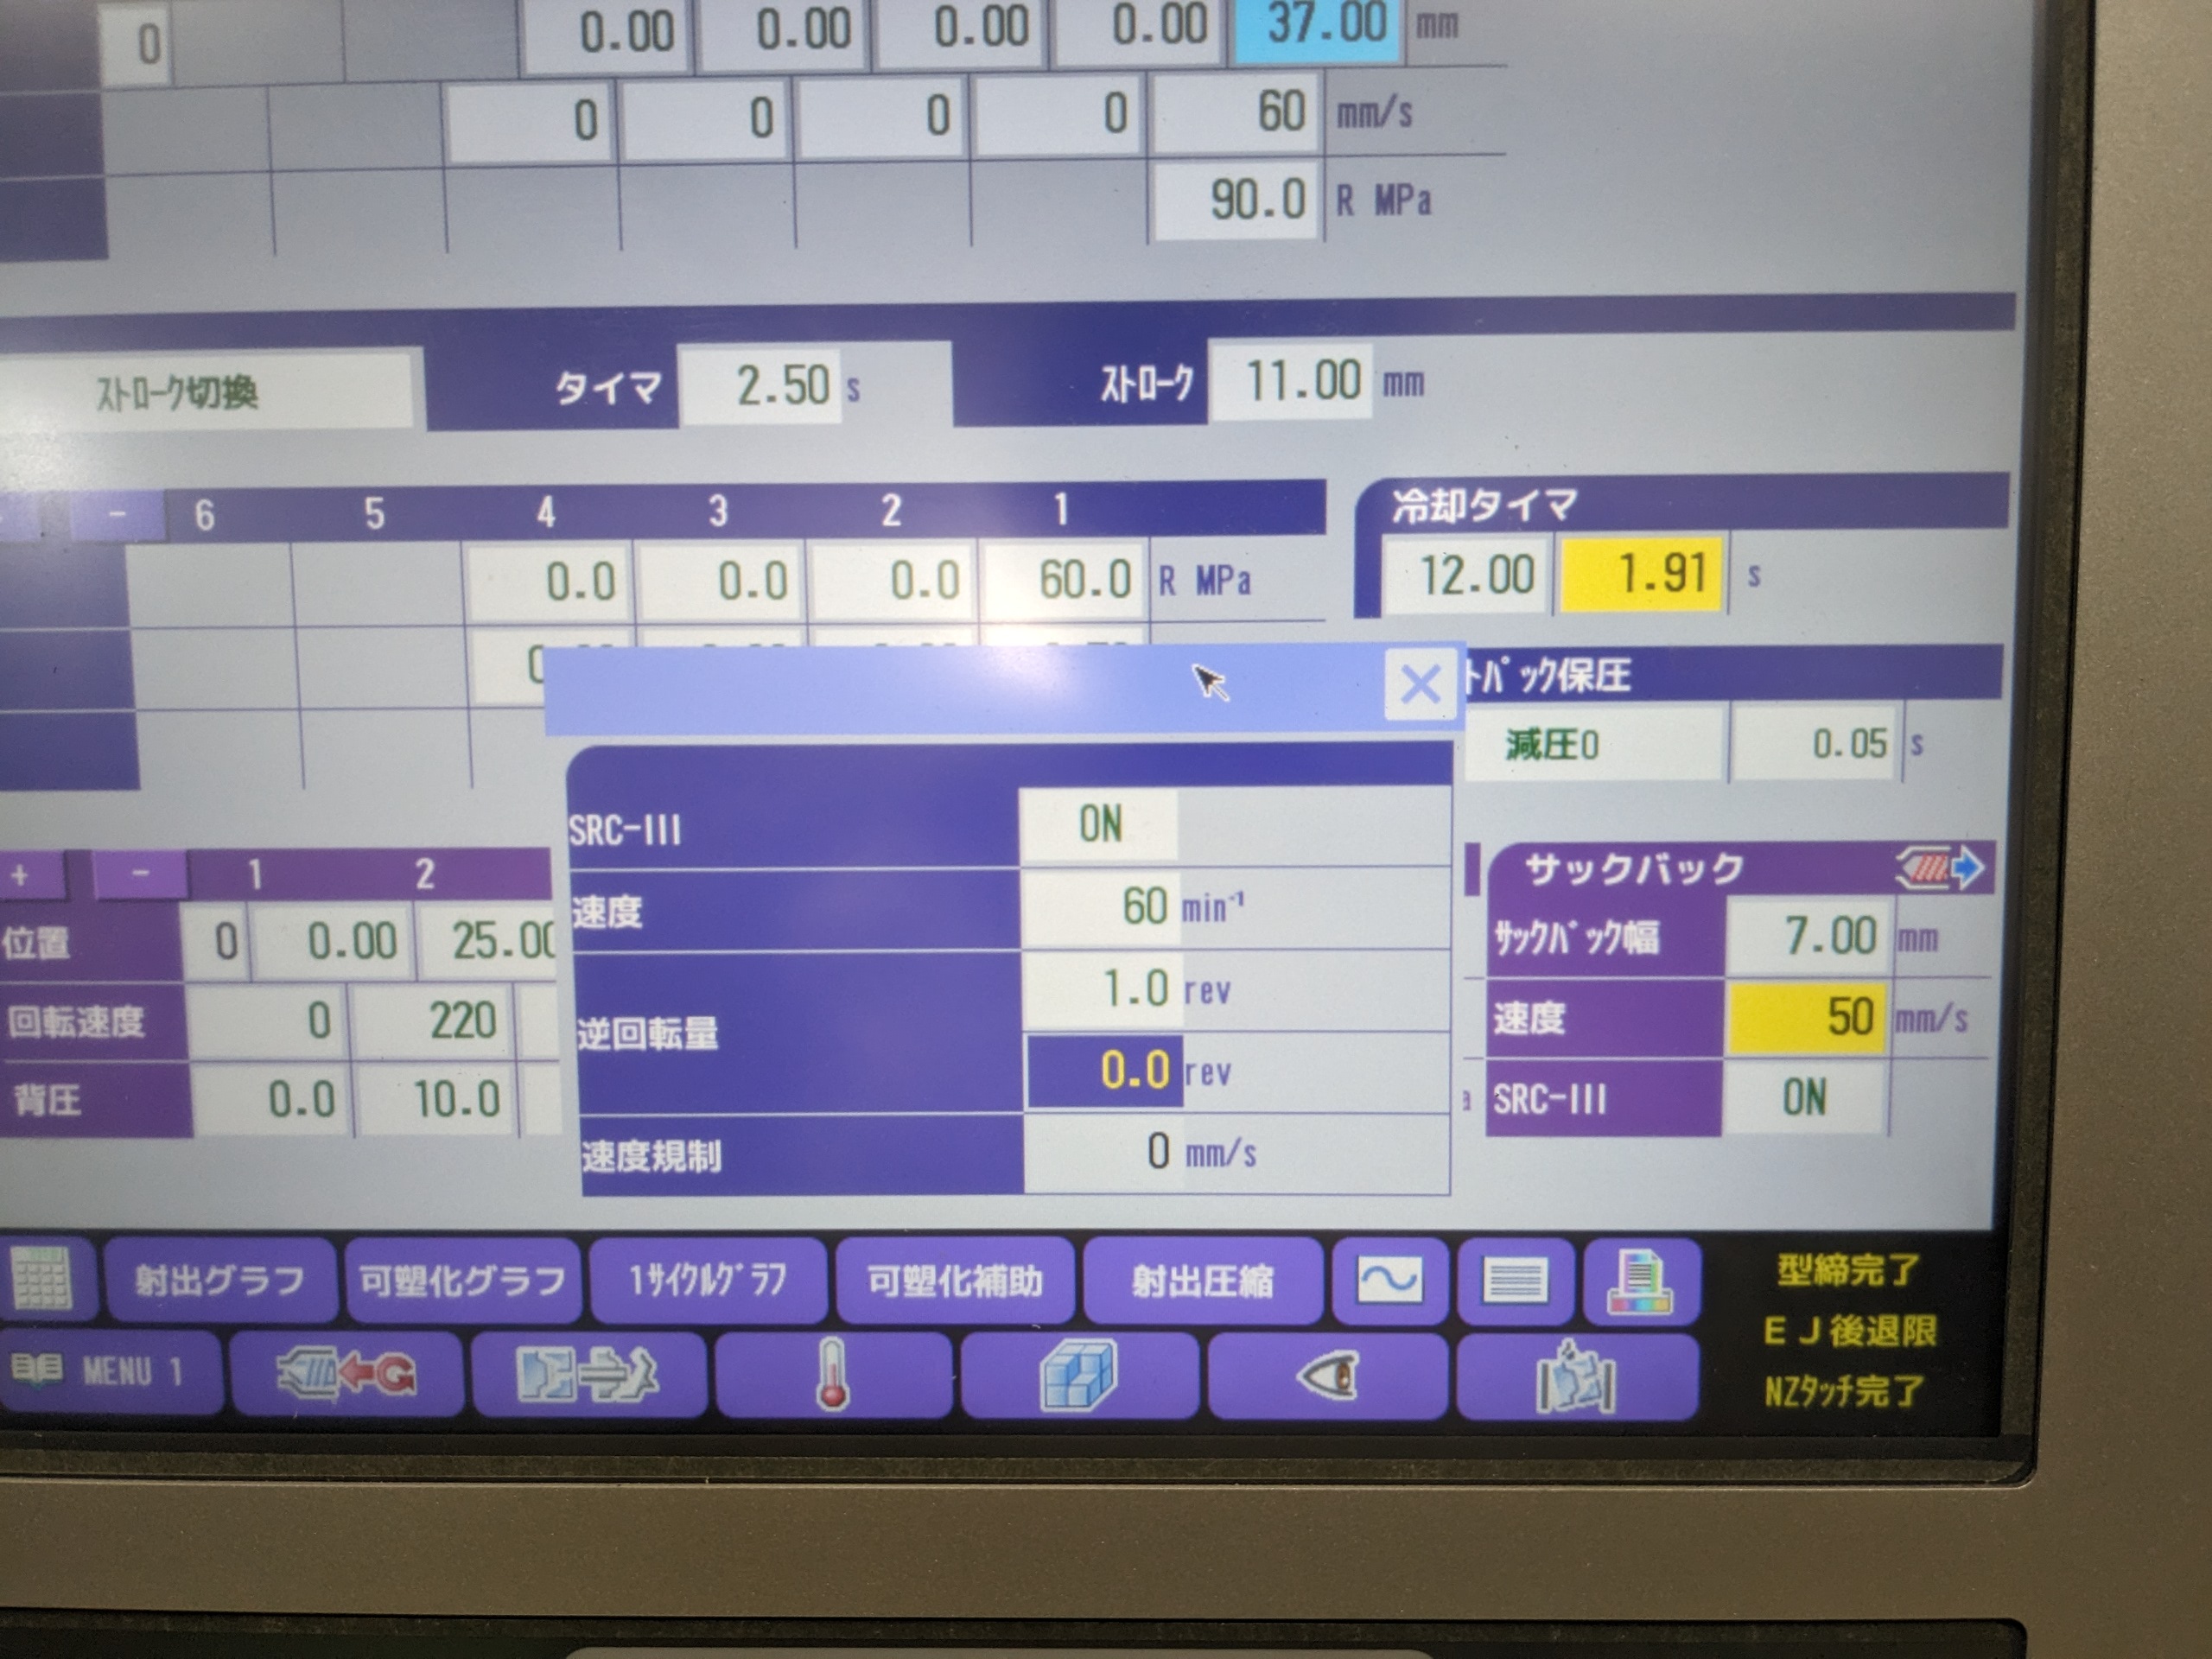 0 0.00 0.00 0.00 0.00 37.00 mm
0 0 0 0 60 mm/s
90.0 R MPa
ストローク切換 タイマ 2.50 s ストローク 11.00 mm
- 6 5 4 3 2 1
冷却タイマ
0.0 0.0 0.0 60.0 R MPa
12.00 1.91 s
トパック保圧
減圧0 0.05 s
SRC-III ON
速度 60 min⁻¹
逆回転量 1.0 rev
0.0 rev
速度規制 0 mm/s
+ - 1 2
位置 0 0.00 25.00
回転速度 0 220
背圧 0.0 10.0
サックバック
サックバック幅 7.00 mm
速度 50 mm/s
SRC-III ON
射出グラフ 可塑化グラフ 1サイクルグラフ 可塑化補助 射出圧縮
MENU 1
型締完了
EJ後退限
NZタッチ完了